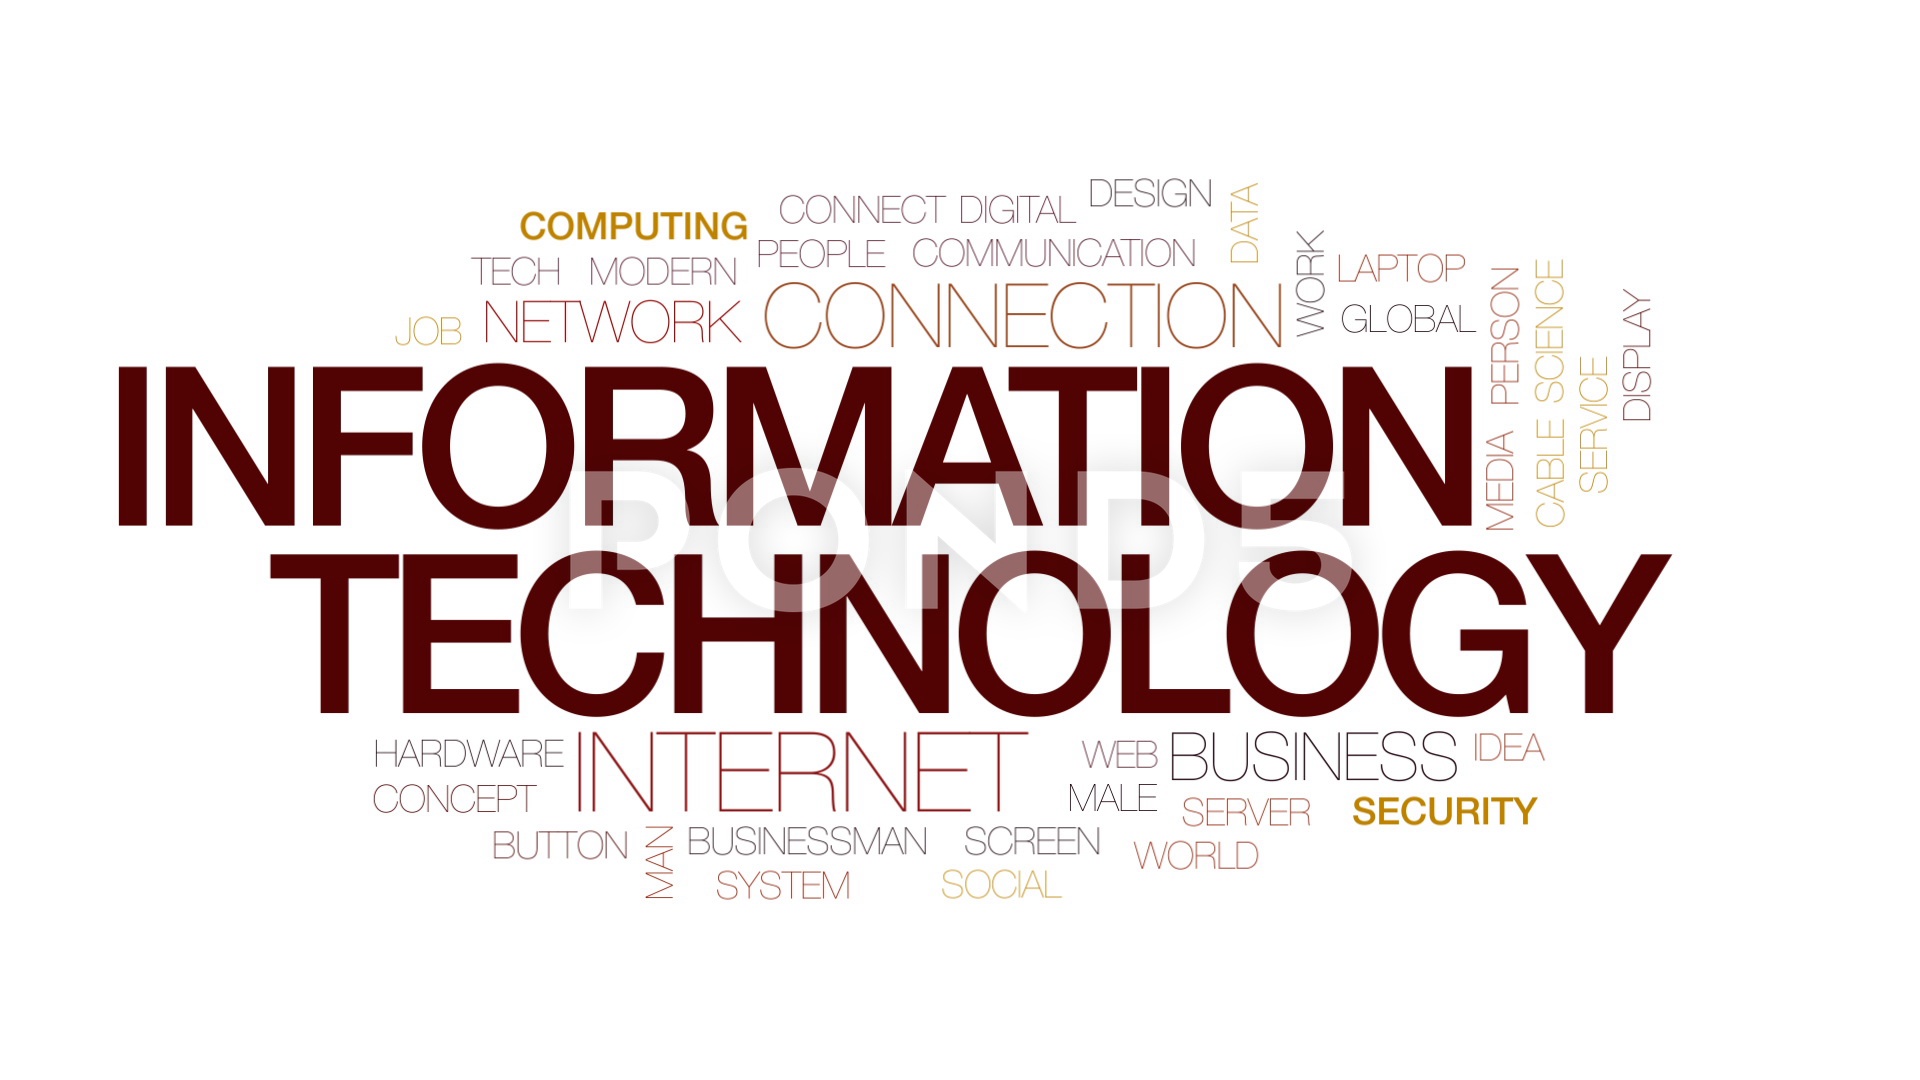 DESIGN
CONNECT DIGITAL
DATA
COMPUTING
PEOPLE COMMUNICATION
WORK
TECH MODERN
LAPTOP
JOB
NETWORK
CONNECTION
GLOBAL
PERSON
SCIENCE
DISPLAY
MEDIA
CABLE
SERVICE
INFORMATION
POND5
TECHNOLOGY
HARDWARE
INTERNET
WEB
BUSINESS
IDEA
CONCEPT
MALE
SERVER
SECURITY
BUTTON
MAN
BUSINESSMAN
SCREEN
WORLD
SYSTEM
SOCIAL